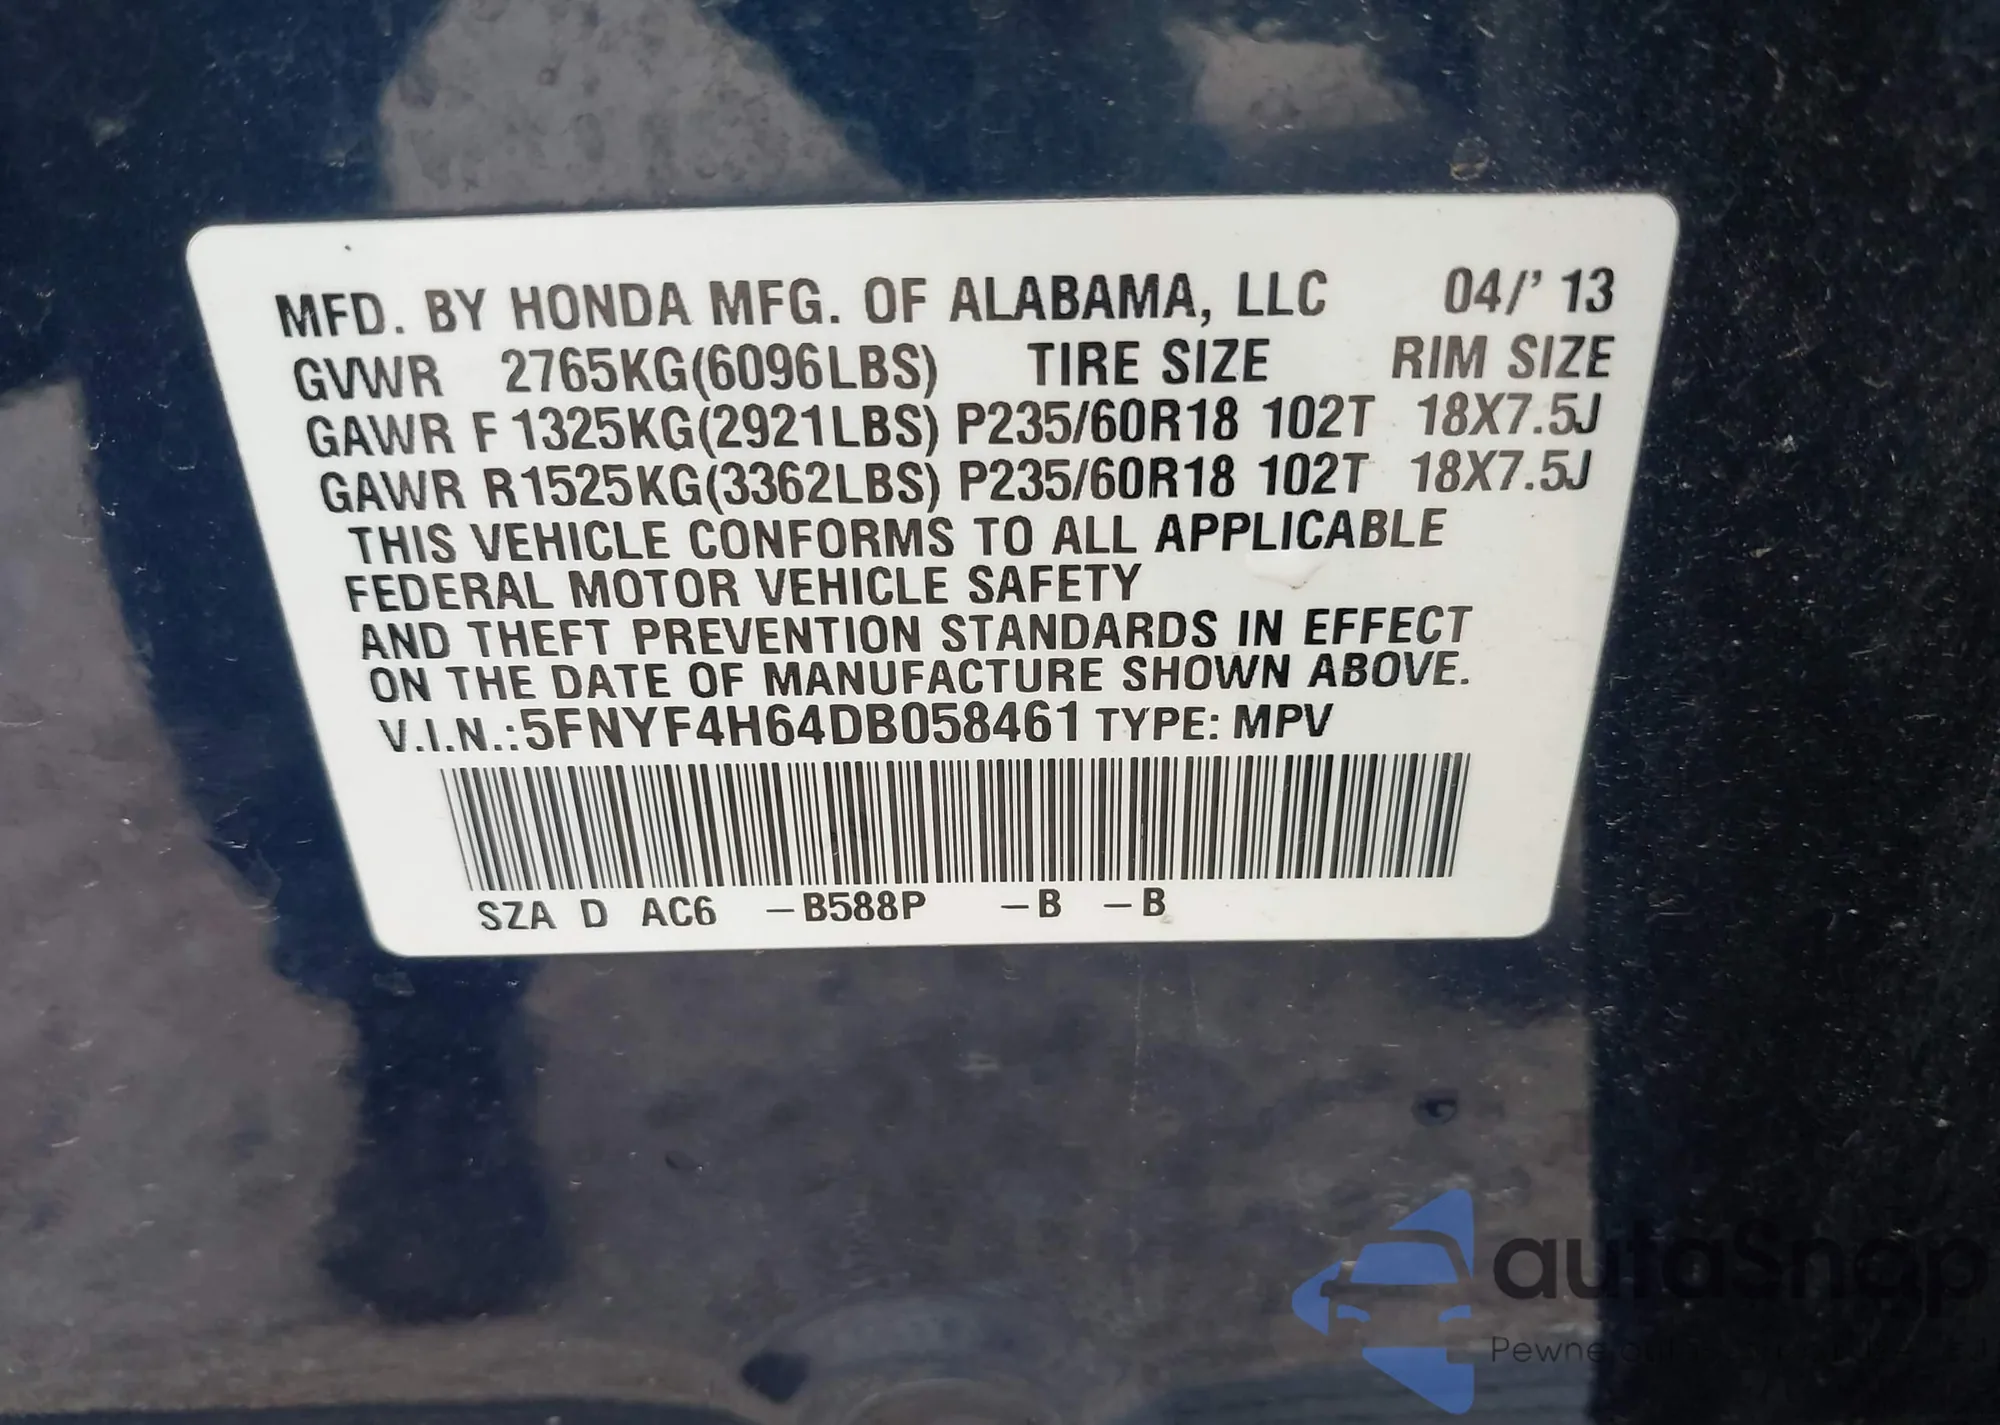 MFD. BY HONDA MFG. OF ALABAMA, LLC 04/' 13
GVWR 2765KG(6096LBS) TIRE SIZE RIM SIZE
GAWR F 1325KG(2921LBS) P235/60R18 102T 18X7.5J
GAWR R1525KG(3362LBS) P235/60R18 102T 18X7.5J
THIS VEHICLE CONFORMS TO ALL APPLICABLE
FEDERAL MOTOR VEHICLE SAFETY
AND THEFT PREVENTION STANDARDS IN EFFECT
ON THE DATE OF MANUFACTURE SHOWN ABOVE.
V.I.N.:5FNYF4H64DB058461 TYPE: MPV
SZA D AC6 –B588P –B –B
autaSnap
Pewne